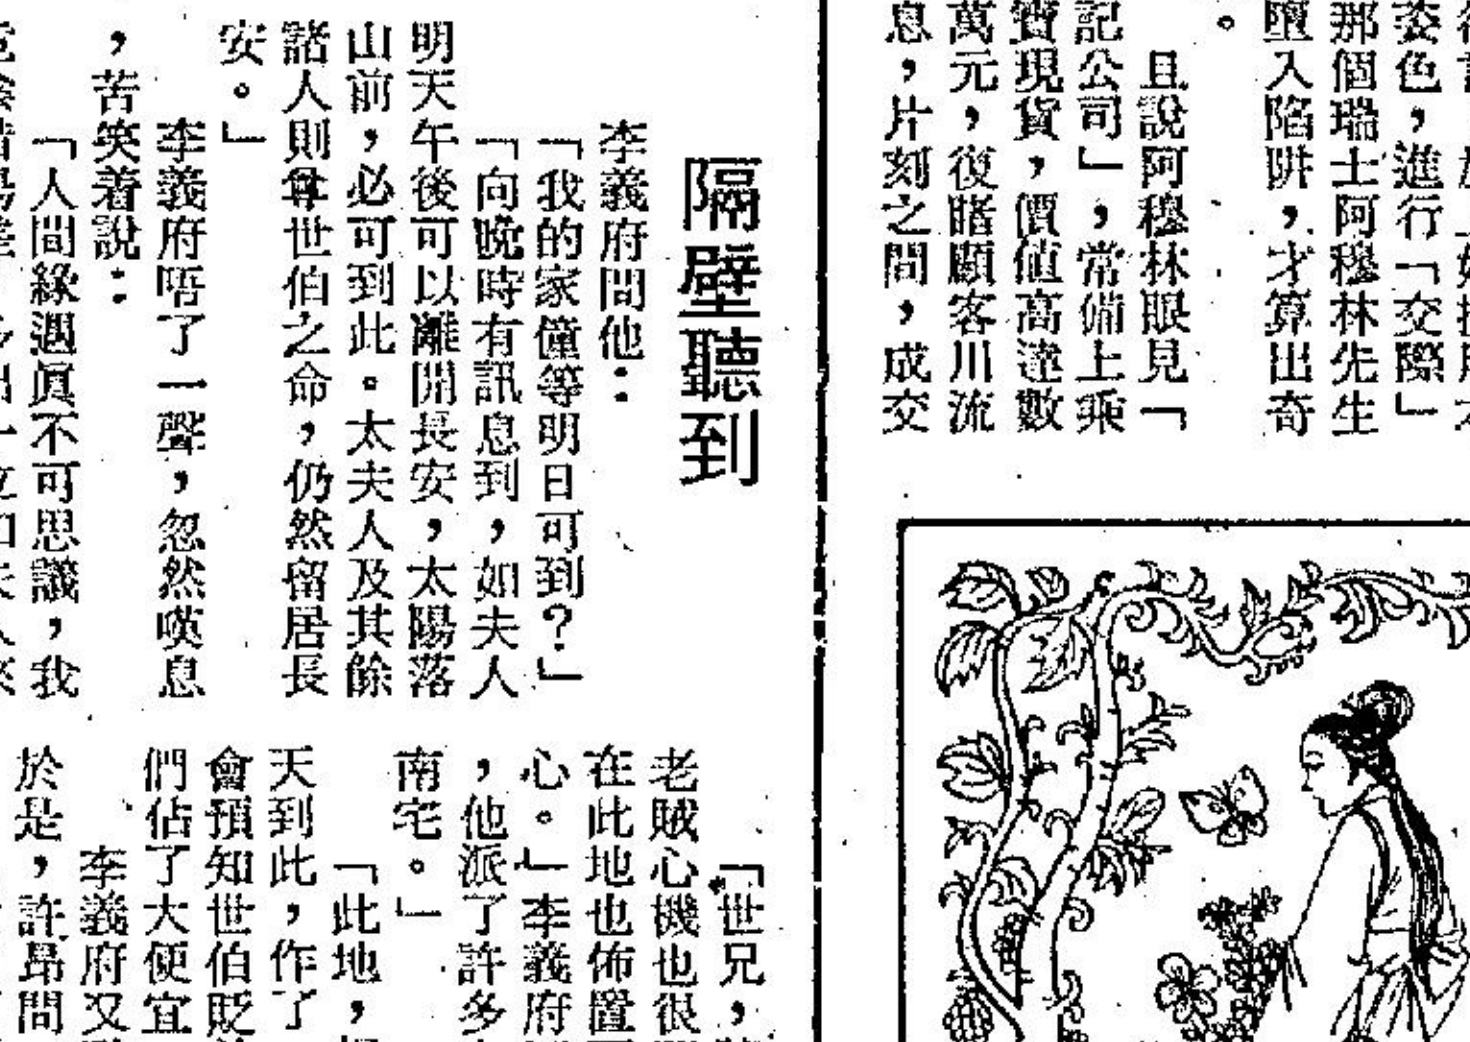 姿色，進行「交際」
那個瑞士阿穆林先生
墮入陷阱，才算出奇
。
且說阿穆林眼見「
記公司」，常備上乘
寶現貨，價值高達數
萬元，復睹顧客川流
息，片刻之間，成交
隔壁聽到
李義府問他：
「我的家僮等明日可到？」
「向晚時有訊息到，如夫人
明天午後可以離開長安，太陽落
山前，必可到此。太夫人及其餘
諸人則尊世伯之命，仍然留居長
安。」
李義府唔了一聲，忽然嘆息
，苦笑着說：
「人間緣遇眞不可思議，我
「世兄，
老賊心機也很
在此地也佈置
心。」李義府
，他派了許多
南宅。」
「此地，
天到此，作了
會預知世伯貶
們佔了大便宜
李義府又
於是，許昂問